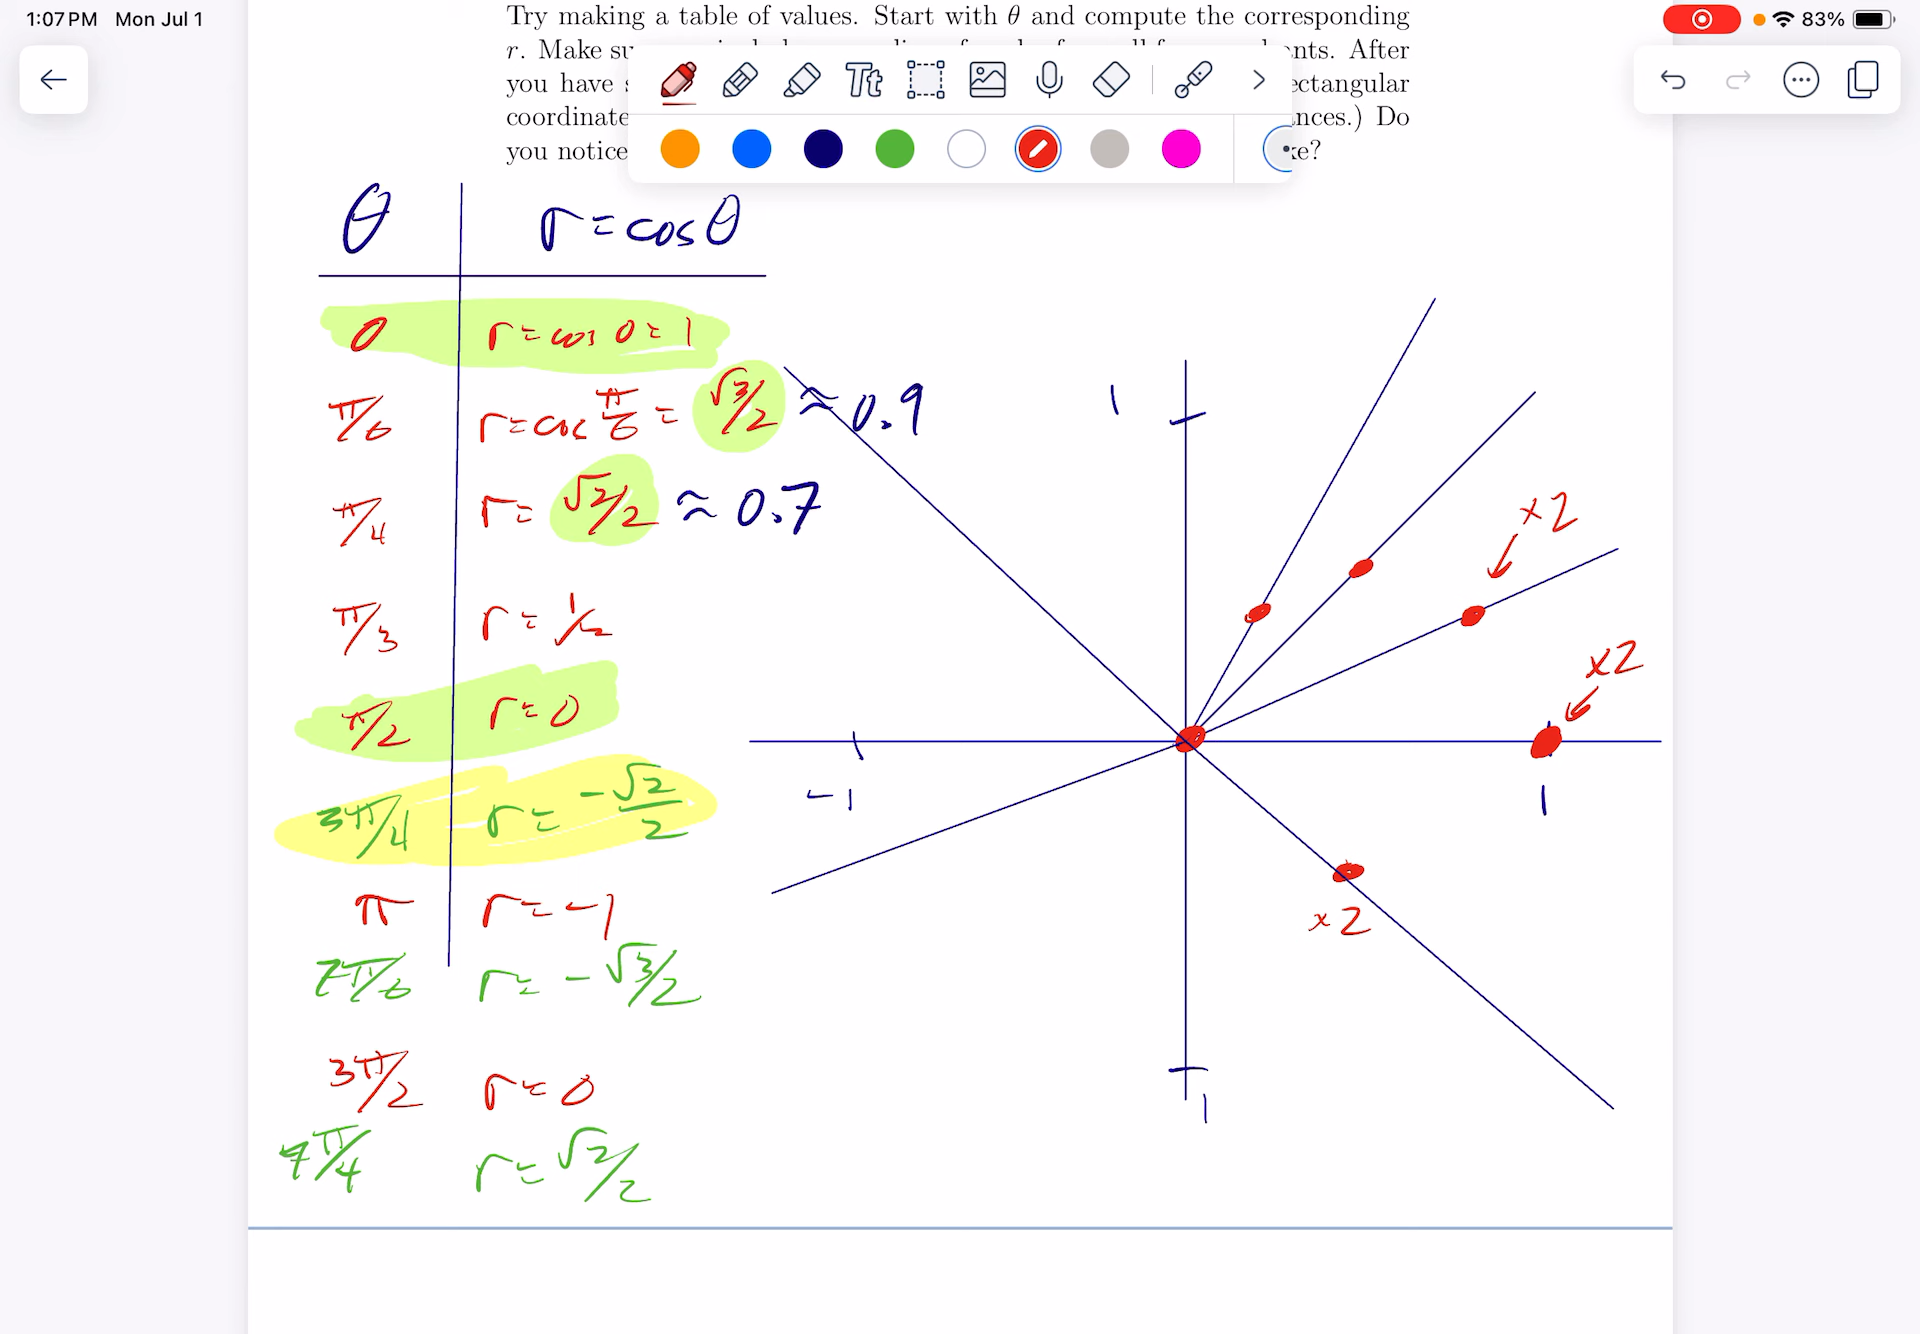 1:07 PM Mon Jul 1
83%
Try making a table of values. Start with θ and compute the corresponding
r. Make su nts. After
you have ectangular
coordinate nces.) Do
you notice ke?
Tt
θ r = cos θ
0 r = cos 0 = 1
π/6 r = cos π/6 = √3/2 ≈ 0.9
π/4 r = √2/2 ≈ 0.7
π/3 r = 1/2
π/2 r = 0
3π/4 r = -√2/2
π r = -1
7π/6 r = -√3/2
3π/2 r = 0
7π/4 r = √2/2
1
x2
x2
-1
1
x2
1